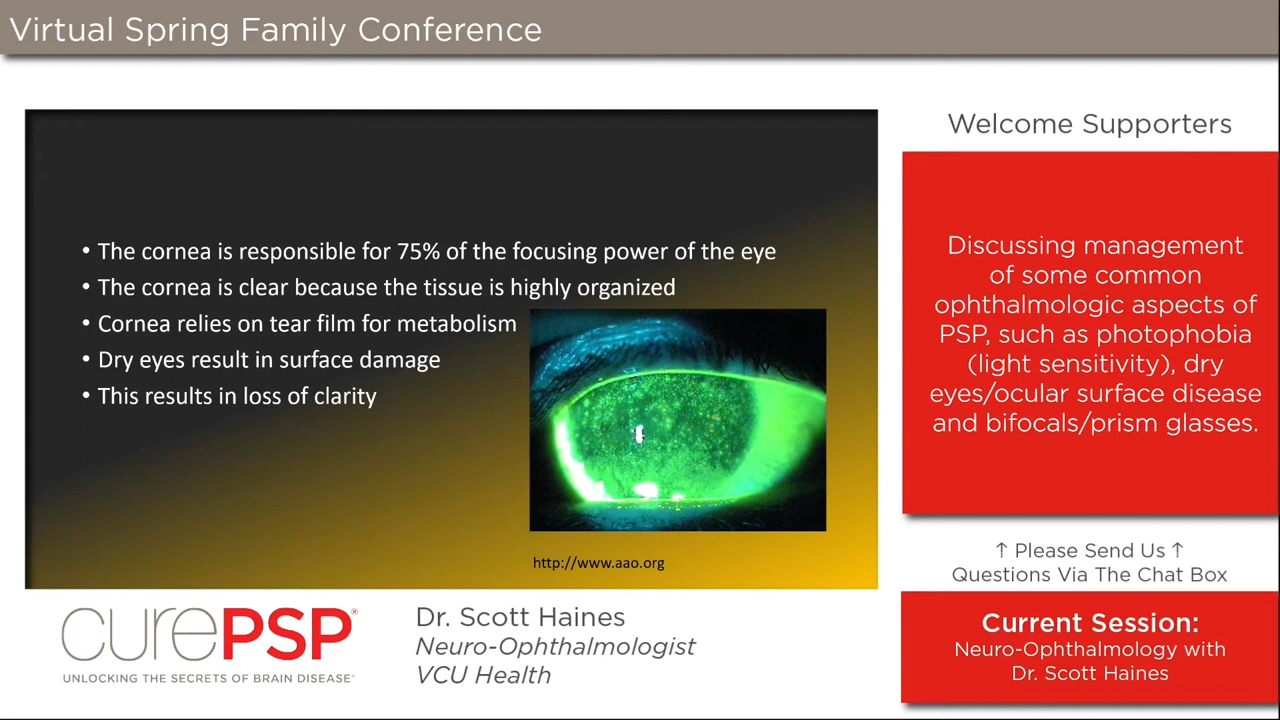 Virtual Spring Family Conference
• The cornea is responsible for 75% of the focusing power of the eye
• The cornea is clear because the tissue is highly organized
• Cornea relies on tear film for metabolism
• Dry eyes result in surface damage
• This results in loss of clarity
http://www.aao.org
Welcome Supporters
Discussing management
of some common
ophthalmologic aspects of
PSP, such as photophobia
(light sensitivity), dry
eyes/ocular surface disease
and bifocals/prism glasses.
↑ Please Send Us ↑
Questions Via The Chat Box
Current Session:
Neuro-Ophthalmology with
Dr. Scott Haines
curePSP®
UNLOCKING THE SECRETS OF BRAIN DISEASE®
Dr. Scott Haines
Neuro-Ophthalmologist
VCU Health